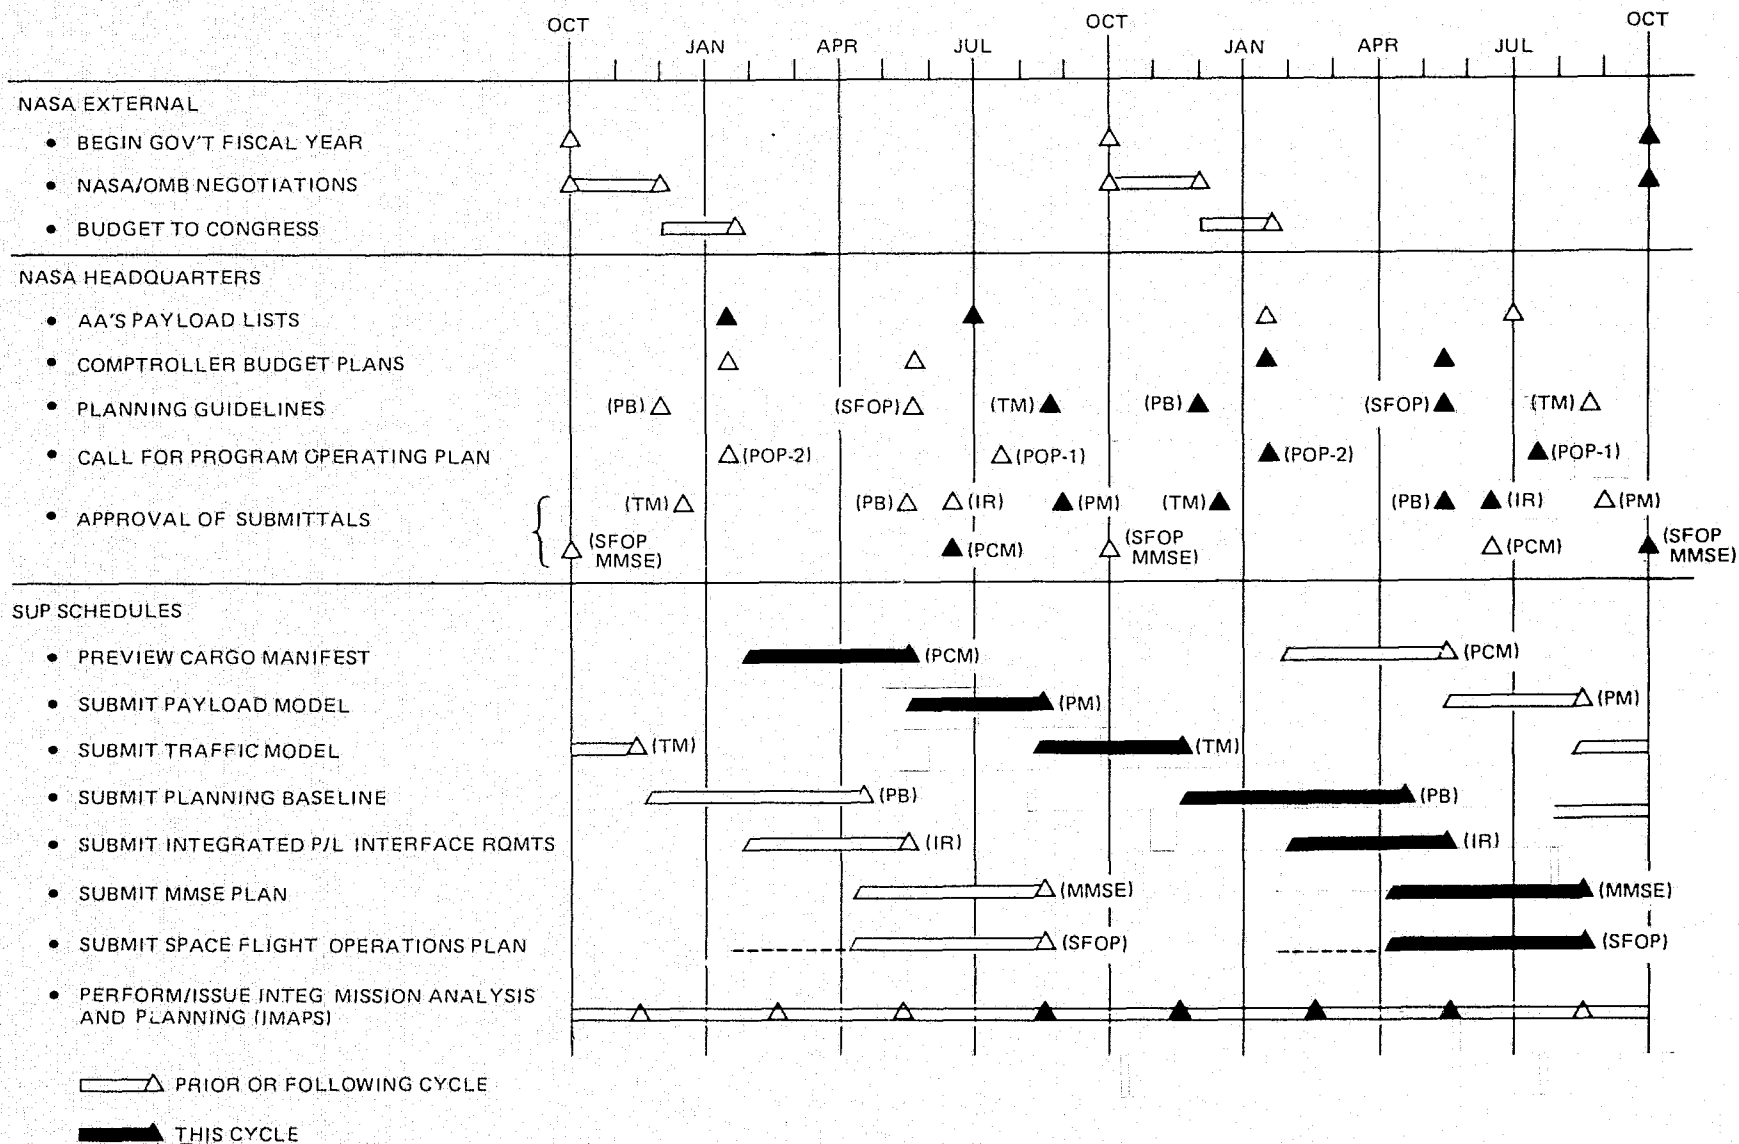 OCT OCT OCT
JAN APR JUL JAN APR JUL
NASA EXTERNAL
• BEGIN GOV'T FISCAL YEAR
• NASA/OMB NEGOTIATIONS
• BUDGET TO CONGRESS
NASA HEADQUARTERS
• AA'S PAYLOAD LISTS
• COMPTROLLER BUDGET PLANS
• PLANNING GUIDELINES (PB) (SFOP) (TM) (PB) (SFOP) (TM)
• CALL FOR PROGRAM OPERATING PLAN (POP-2) (POP-1) (POP-2) (POP-1)
(TM) (PB) (IR) (PM) (TM) (PB) (IR) (PM)
• APPROVAL OF SUBMITTALS
(SFOP (PCM) (SFOP (PCM) (SFOP
MMSE) MMSE) MMSE)
SUP SCHEDULES
• PREVIEW CARGO MANIFEST (PCM) (PCM)
• SUBMIT PAYLOAD MODEL (PM) (PM)
• SUBMIT TRAFFIC MODEL (TM) (TM)
• SUBMIT PLANNING BASELINE (PB) (PB)
• SUBMIT INTEGRATED P/L INTERFACE RQMTS (IR) (IR)
• SUBMIT MMSE PLAN (MMSE) (MMSE)
• SUBMIT SPACE FLIGHT OPERATIONS PLAN (SFOP) (SFOP)
• PERFORM/ISSUE INTEG MISSION ANALYSIS
AND PLANNING (IMAPS)
PRIOR OR FOLLOWING CYCLE
THIS CYCLE